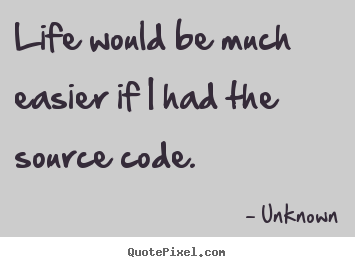 Life would be much
easier if I had the
source code.
- Unknown
QuotePixel.com